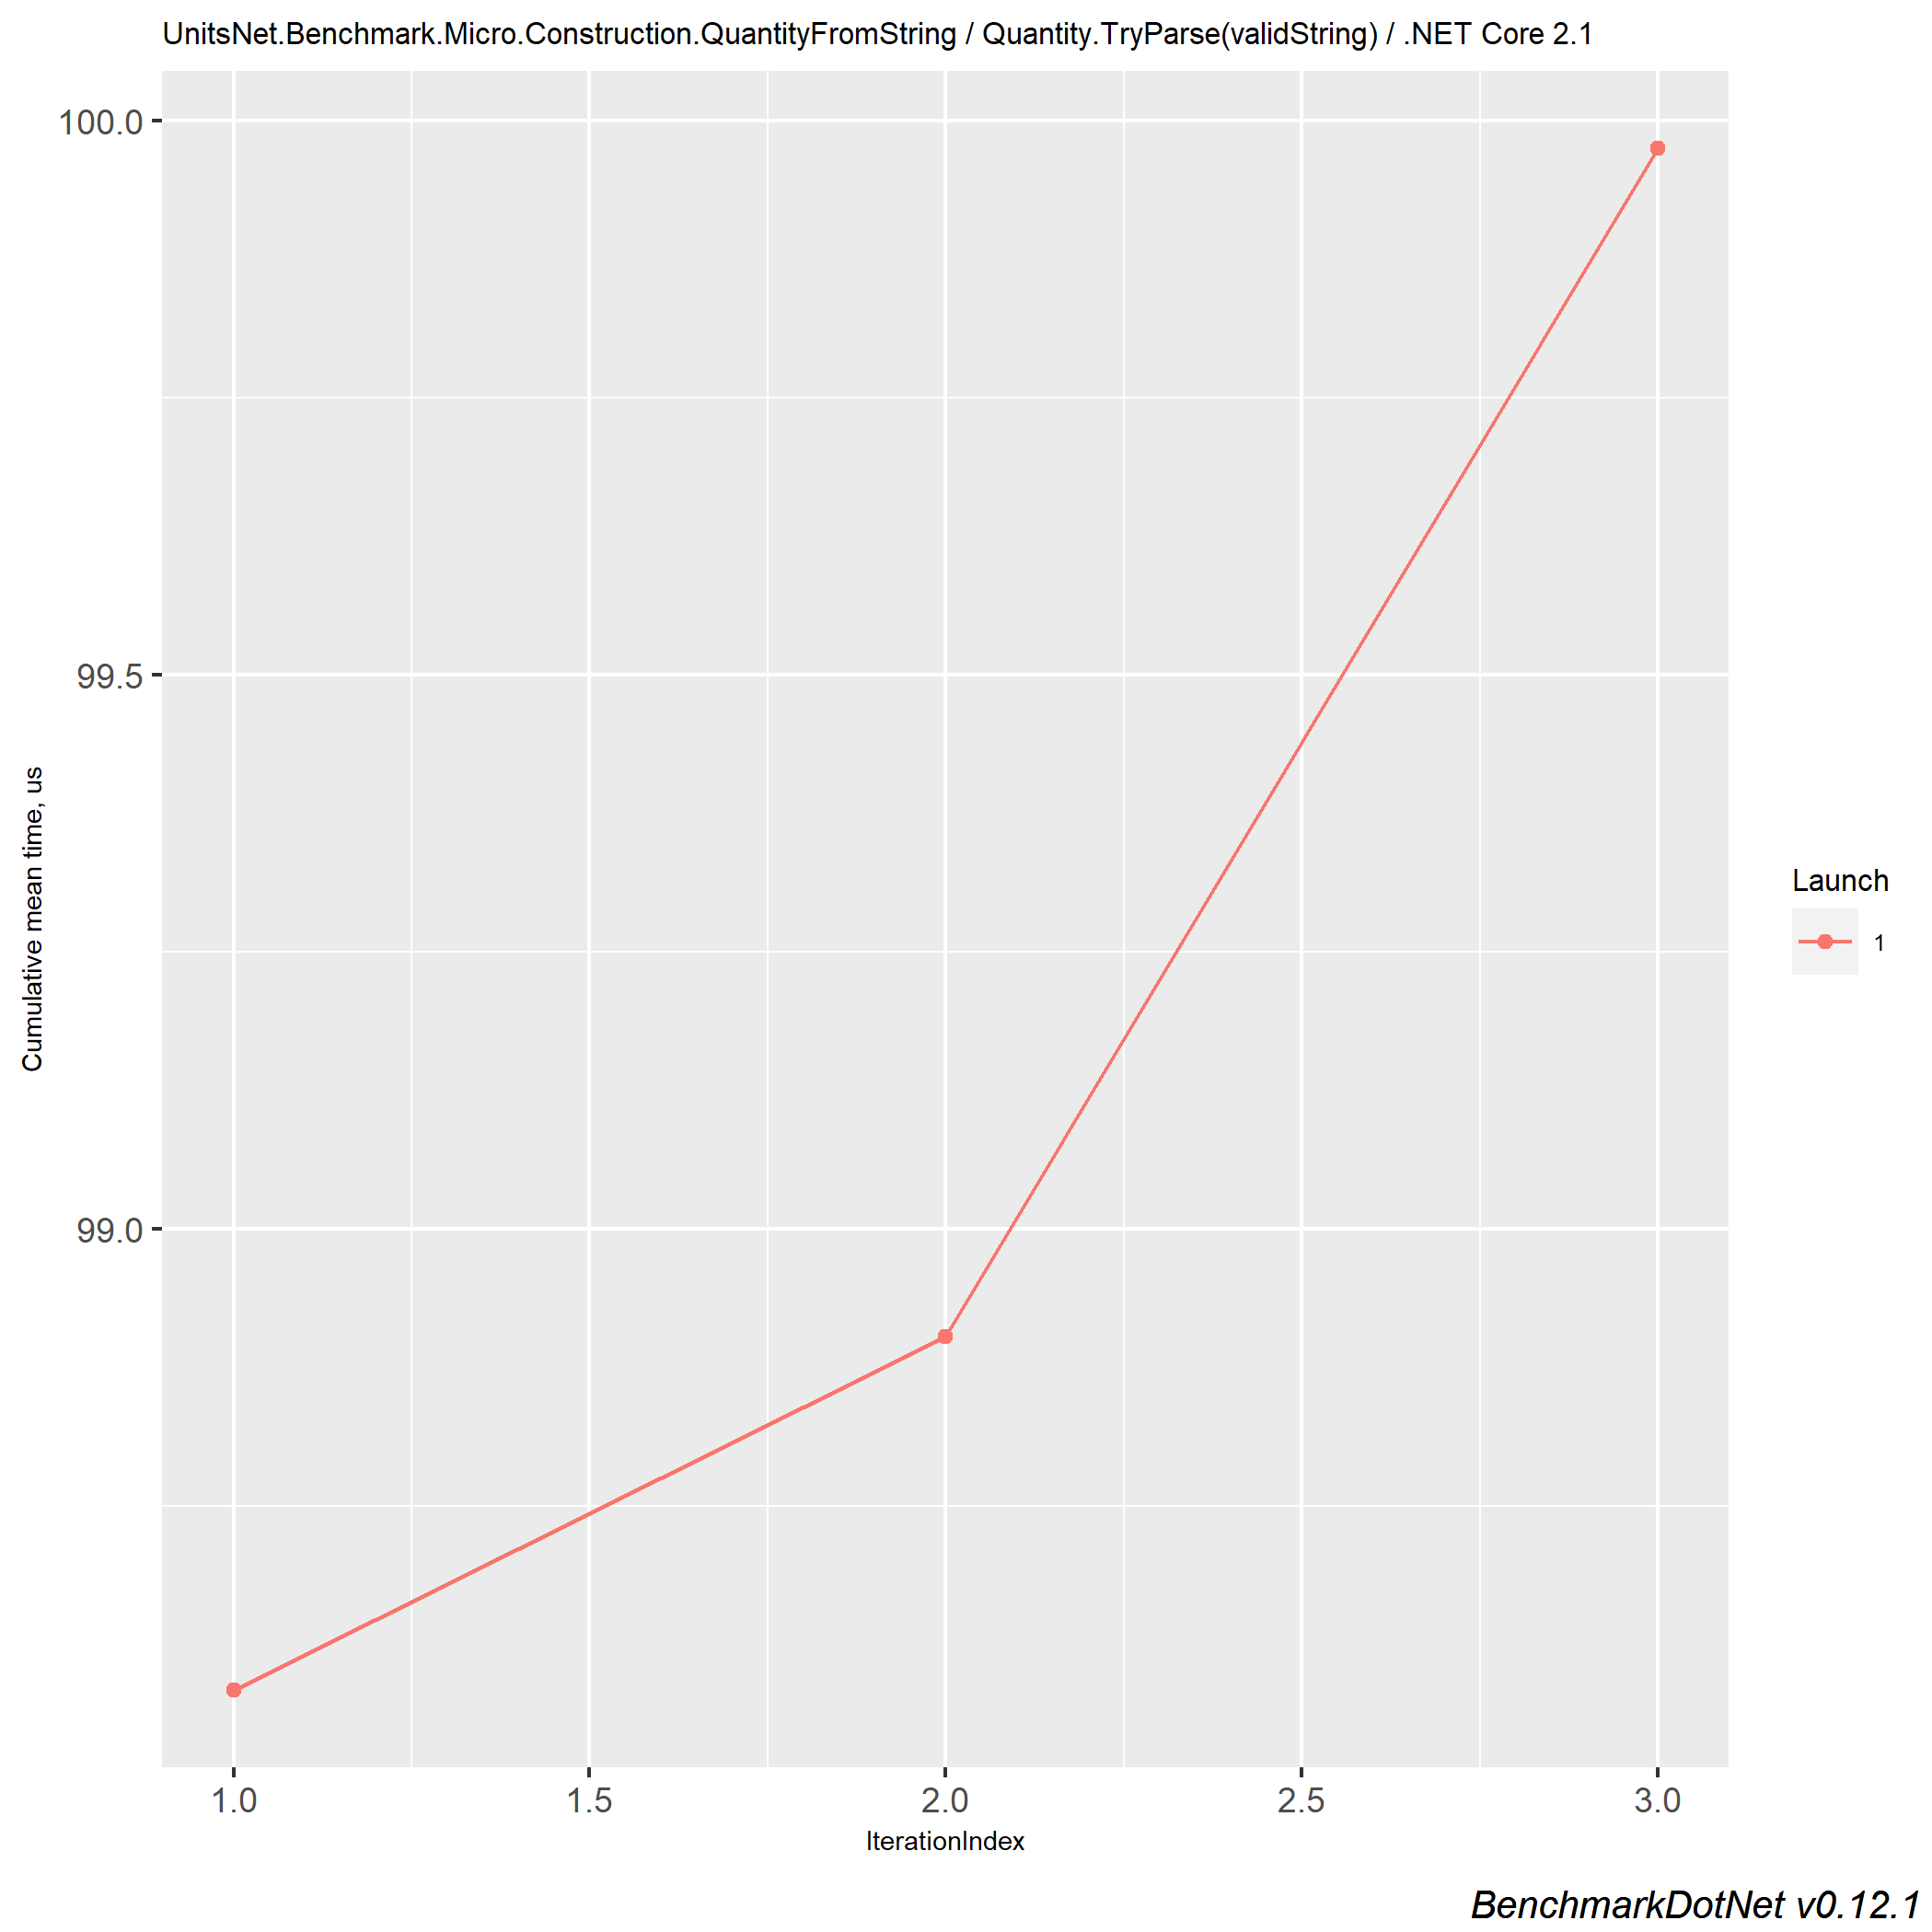 UnitsNet.Benchmark.Micro.Construction.QuantityFromString / Quantity.TryParse(validString) / .NET Core 2.1
100.0
99.5
99.0
Cumulative mean time, us
1.0 1.5 2.0 2.5 3.0
IterationIndex
Launch
1
BenchmarkDotNet v0.12.1